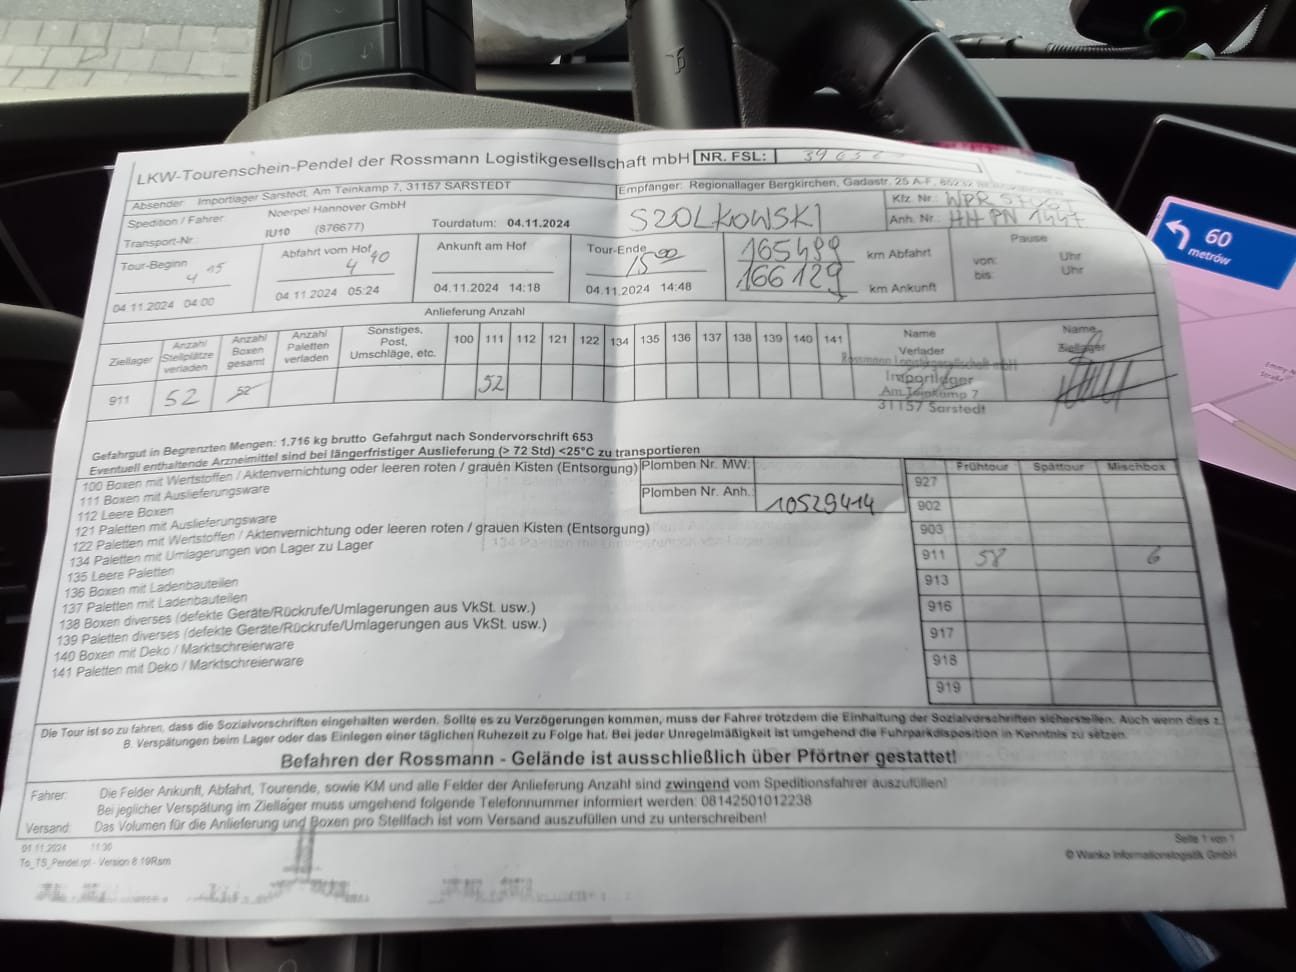 LKW-Tourenschein-Pendel der Rossmann Logistikgesellschaft mbH NR. FSL:
Absender Importlager Sarstedt, Am Teinkamp 7, 31157 SARSTEDT Empfänger: Regionallager Bergkirchen, Gadastr. 25 A-F,
Spedition / Fahrer: Noerpel Hannover GmbH SZOLKOWSKI Kfz. Nr.: WPR
Transport-Nr.: IU10 (876677) Tourdatum: 04.11.2024 Anh. Nr.: HH PN 1447
Tour-Beginn Abfahrt vom Hof Ankunft am Hof Tour-Ende 165499 km Abfahrt Pause
4 15 4 40 15 00 166129 km Ankunft von: Uhr
04.11.2024 04:00 04.11.2024 05:24 04.11.2024 14:18 04.11.2024 14:48 bis: Uhr
Anlieferung Anzahl
Ziellager Anzahl Stellplätze verladen Anzahl Boxen gesamt Anzahl Paletten verladen Sonstiges, Post, Umschläge, etc. 100 111 112 121 122 134 135 136 137 138 139 140 141 Name Verlader Name Ziellager
911 52 52 52
Rossmann Logistikgesellschaft mbH
Importlager
Am Teinkamp 7
31157 Sarstedt
Gefahrgut in Begrenzten Mengen: 1.716 kg brutto Gefahrgut nach Sondervorschrift 653
Eventuell enthaltende Arzneimittel sind bei längerfristiger Auslieferung (> 72 Std) <25°C zu transportieren
100 Boxen mit Wertstoffen / Aktenvernichtung oder leeren roten / grauen Kisten (Entsorgung)
111 Boxen mit Auslieferungsware
112 Leere Boxen
121 Paletten mit Auslieferungsware
122 Paletten mit Wertstoffen / Aktenvernichtung oder leeren roten / grauen Kisten (Entsorgung)
134 Paletten mit Umlagerungen von Lager zu Lager
135 Leere Paletten
136 Boxen mit Ladenbauteilen
137 Paletten mit Ladenbauteilen
138 Boxen diverses (defekte Geräte/Rückrufe/Umlagerungen aus VkSt. usw.)
139 Paletten diverses (defekte Geräte/Rückrufe/Umlagerungen aus VkSt. usw.)
140 Boxen mit Deko / Marktschreierware
141 Paletten mit Deko / Marktschreierware
Plomben Nr. MW:
Plomben Nr. Anh.: 10529414
Frühtour Spättour Mischbox
927
902
903
911 58 6
913
916
917
918
919
Die Tour ist so zu fahren, dass die Sozialvorschriften eingehalten werden. Sollte es zu Verzögerungen kommen, muss der Fahrer trotzdem die Einhaltung der Sozialvorschriften sicherstellen. Auch wenn dies z.
B. Verspätungen beim Lager oder das Einlegen einer täglichen Ruhezeit zu Folge hat. Bei jeder Unregelmäßigkeit ist umgehend die Fuhrparkdisposition in Kenntnis zu setzen.
Befahren der Rossmann - Gelände ist ausschließlich über Pförtner gestattet!
Fahrer: Die Felder Ankunft, Abfahrt, Tourende, sowie KM und alle Felder der Anlieferung Anzahl sind zwingend vom Speditionsfahrer auszufüllen!
Bei jeglicher Verspätung im Ziellager muss umgehend folgende Telefonnummer informiert werden: 08142501012238
Versand: Das Volumen für die Anlieferung und Boxen pro Stellfach ist vom Versand auszufüllen und zu unterschreiben!
01.11.2024 11:30 Seite 1 von 1
To_TS_Pendel.rpt - Version 8.19Rsm © Wanko Informationslogistik GmbH
60
metrów